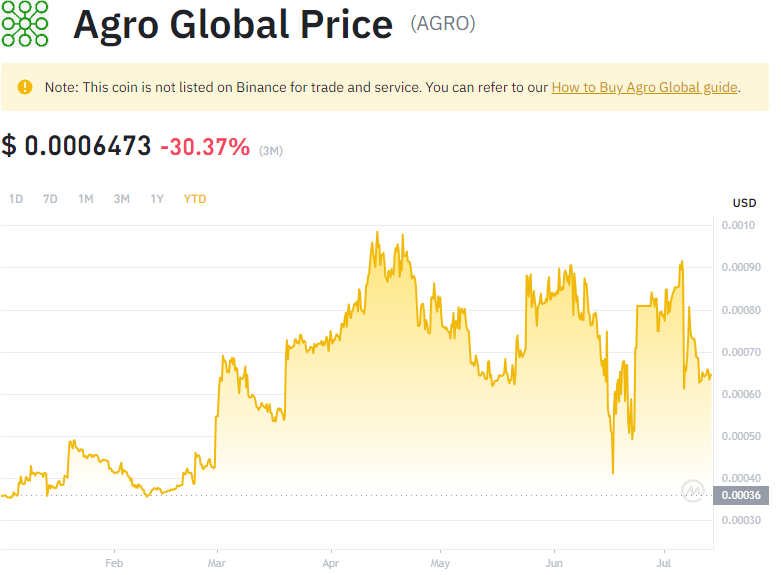 Agro Global Price (AGRO)
Note: This coin is not listed on Binance for trade and service. You can refer to our How to Buy Agro Global guide.
$ 0.0006473 -30.37% (3M)
1D 7D 1M 3M 1Y YTD
USD
0.0010
0.00090
0.00080
0.00070
0.00060
0.00050
0.00040
0.00036
0.00030
Feb Mar Apr May Jun Jul